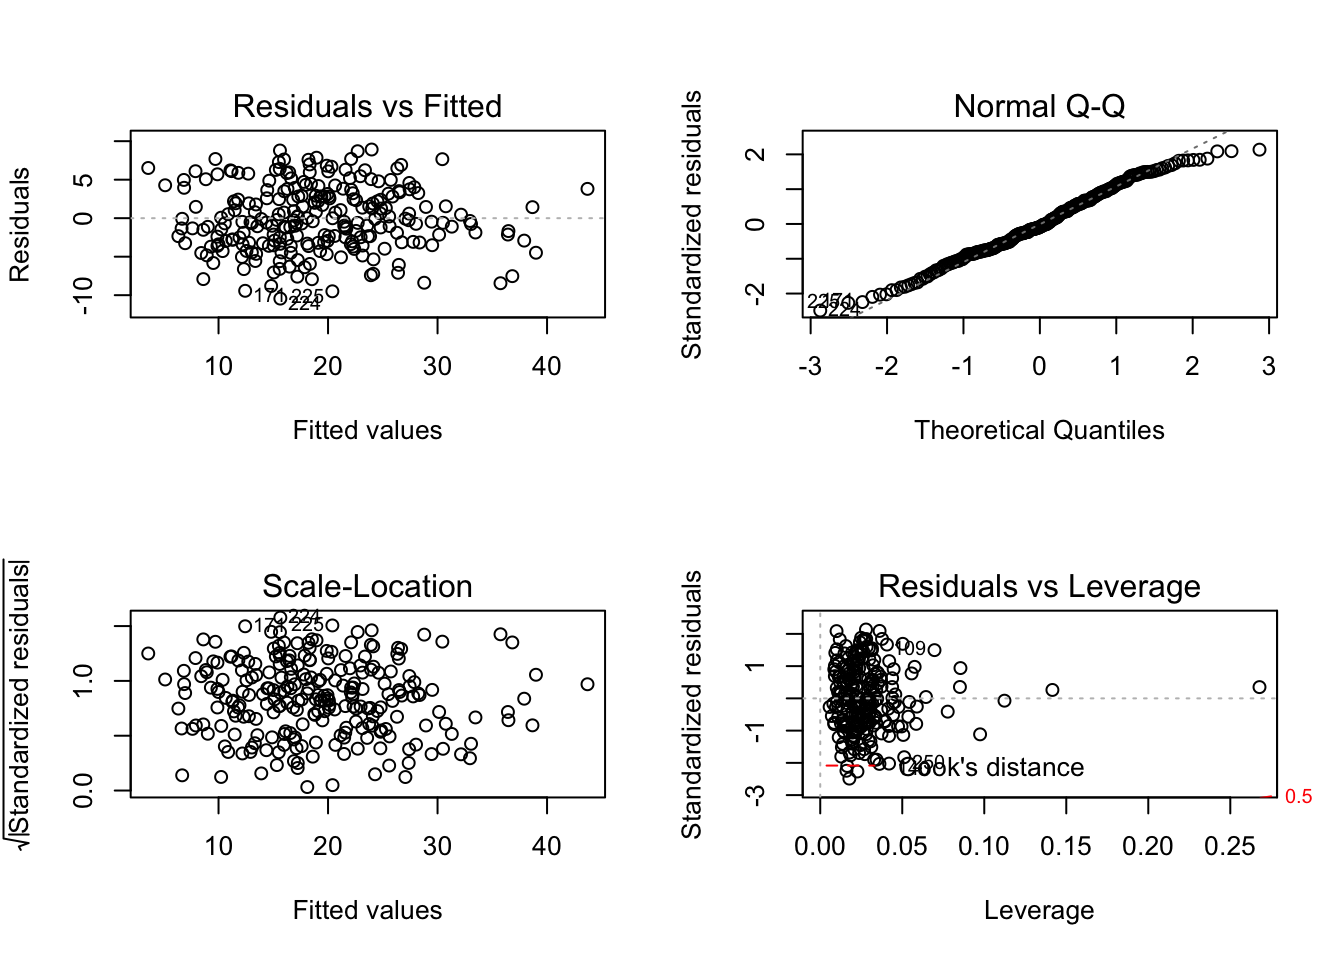 Residuals vs Fitted
Residuals
5
0
-10
171
225
224
10 20 30 40
Fitted values
Normal Q-Q
Standardized residuals
2
0
-2
224
-3 -2 -1 0 1 2 3
Theoretical Quantiles
Scale-Location
√|Standardized residuals|
1.0
0.0
224
171
225
10 20 30 40
Fitted values
Residuals vs Leverage
Standardized residuals
1
-1
-3
109
250
Cook's distance
0.5
0.00 0.05 0.10 0.15 0.20 0.25
Leverage